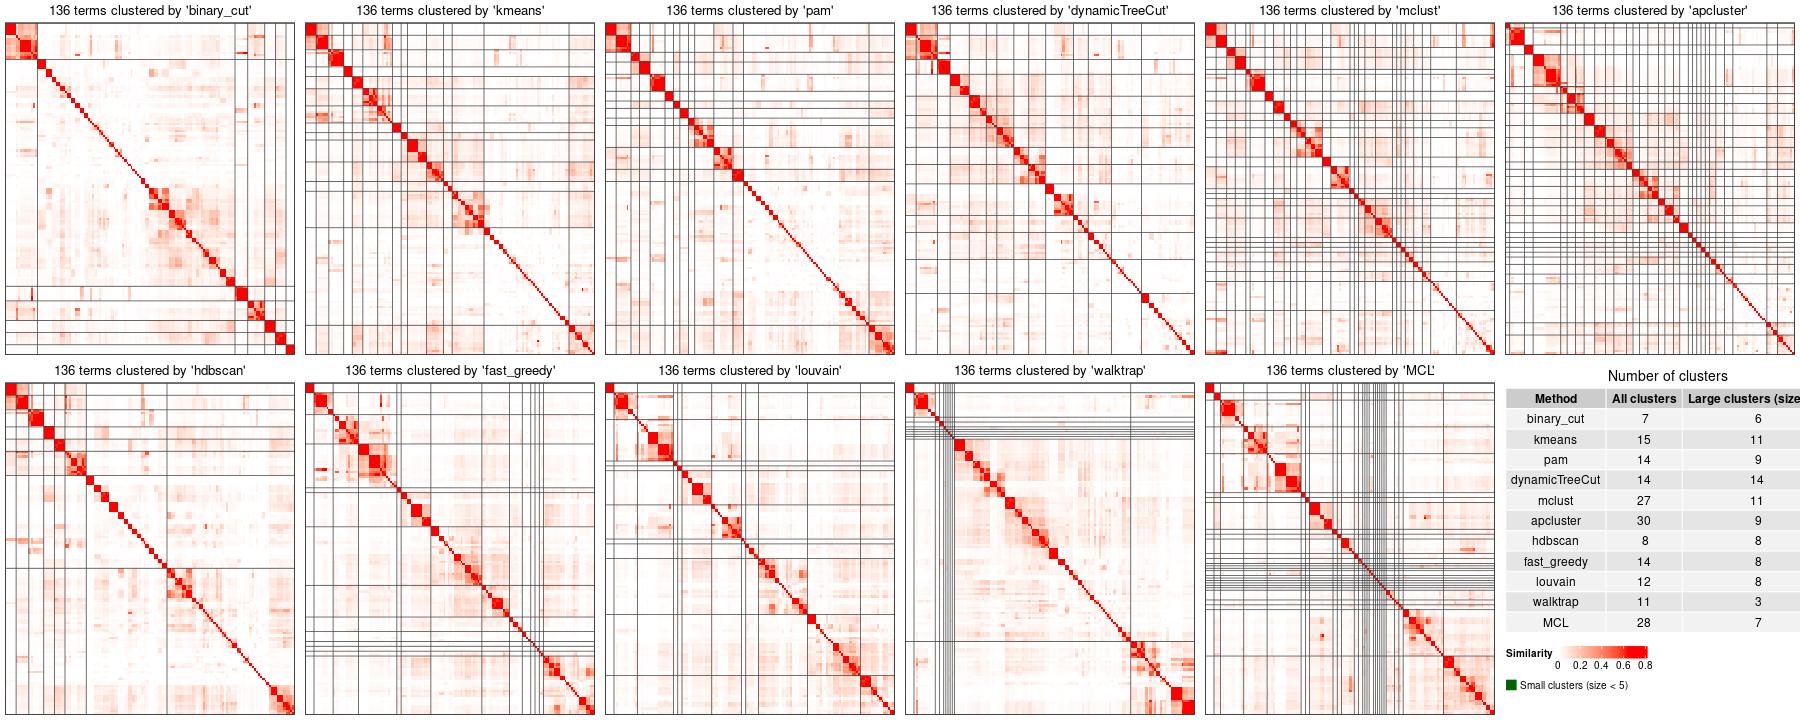 136 terms clustered by 'binary_cut'
136 terms clustered by 'kmeans'
136 terms clustered by 'pam'
136 terms clustered by 'dynamicTreeCut'
136 terms clustered by 'mclust'
136 terms clustered by 'apcluster'
136 terms clustered by 'hdbscan'
136 terms clustered by 'fast_greedy'
136 terms clustered by 'louvain'
136 terms clustered by 'walktrap'
136 terms clustered by 'MCL'
Number of clusters
Method All clusters Large clusters (size
binary_cut 7 6
kmeans 15 11
pam 14 9
dynamicTreeCut 14 14
mclust 27 11
apcluster 30 9
hdbscan 8 8
fast_greedy 14 8
louvain 12 8
walktrap 11 3
MCL 28 7
Similarity
0 0.2 0.4 0.6 0.8
Small clusters (size < 5)